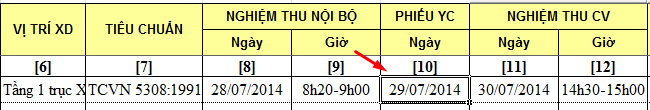 VỊ TRÍ XD TIÊU CHUẨN NGHIỆM THU NỘI BỘ PHIẾU YC NGHIỆM THU CV
Ngày Giờ Ngày Ngày Giờ
[6] [7] [8] [9] [10] [11] [12]
Tầng 1 trục X TCVN 5308:1991 28/07/2014 8h20-9h00 29/07/2014 30/07/2014 14h30-15h00